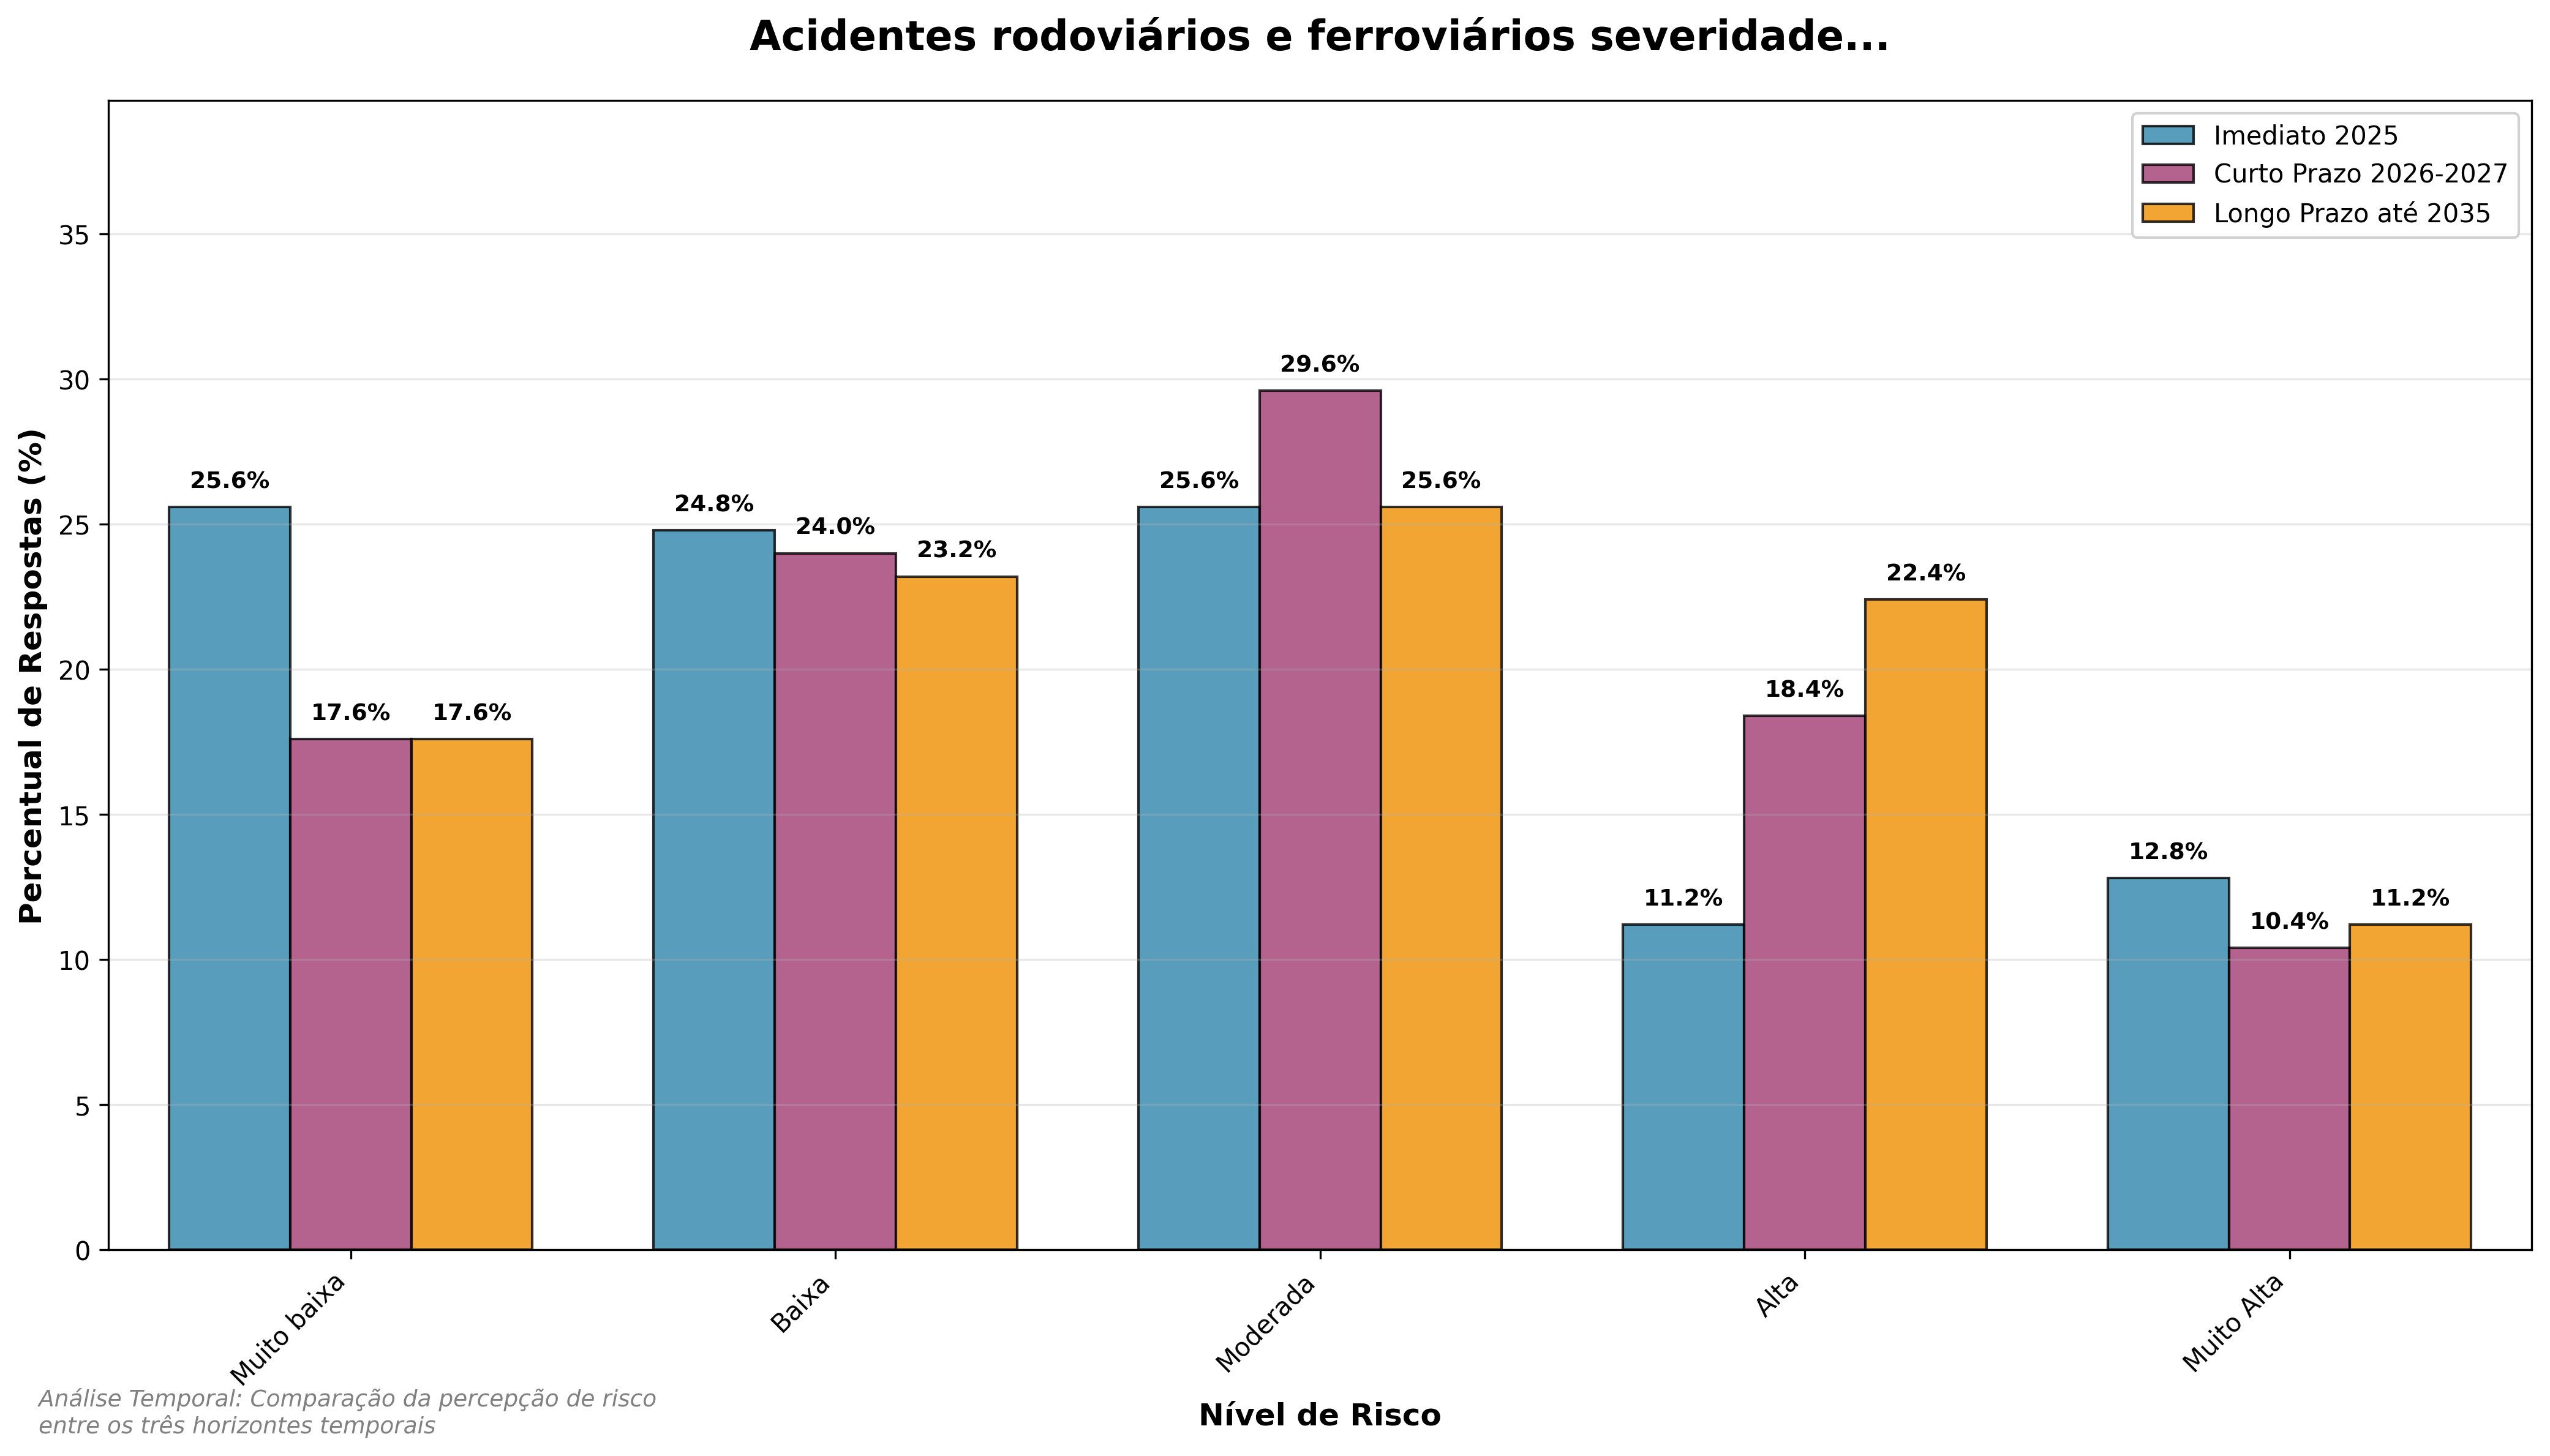 Acidentes rodoviários e ferroviários severidade...
Imediato 2025
Curto Prazo 2026-2027
Longo Prazo até 2035
Percentual de Respostas (%)
35
30
25
20
15
10
5
0
25.6%
17.6%
17.6%
24.8%
24.0%
23.2%
25.6%
29.6%
25.6%
11.2%
18.4%
22.4%
12.8%
10.4%
11.2%
Muito baixa
Baixa
Moderada
Alta
Muito Alta
Nível de Risco
Análise Temporal: Comparação da percepção de risco
entre os três horizontes temporais